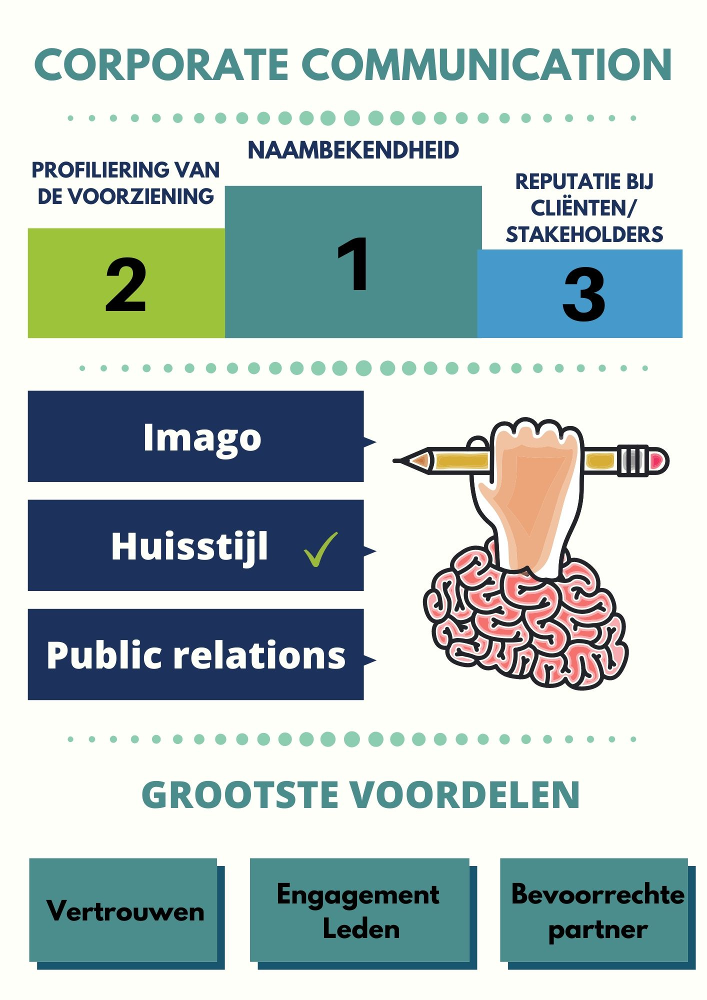 CORPORATE COMMUNICATION
NAAMBEKENDHEID
PROFILIERING VAN
DE VOORZIENING
REPUTATIE BIJ
CLIËNTEN/
STAKEHOLDERS
2
1
3
Imago
Huisstijl
Public relations
GROOTSTE VOORDELEN
Vertrouwen
Engagement
Leden
Bevoorrechte
partner